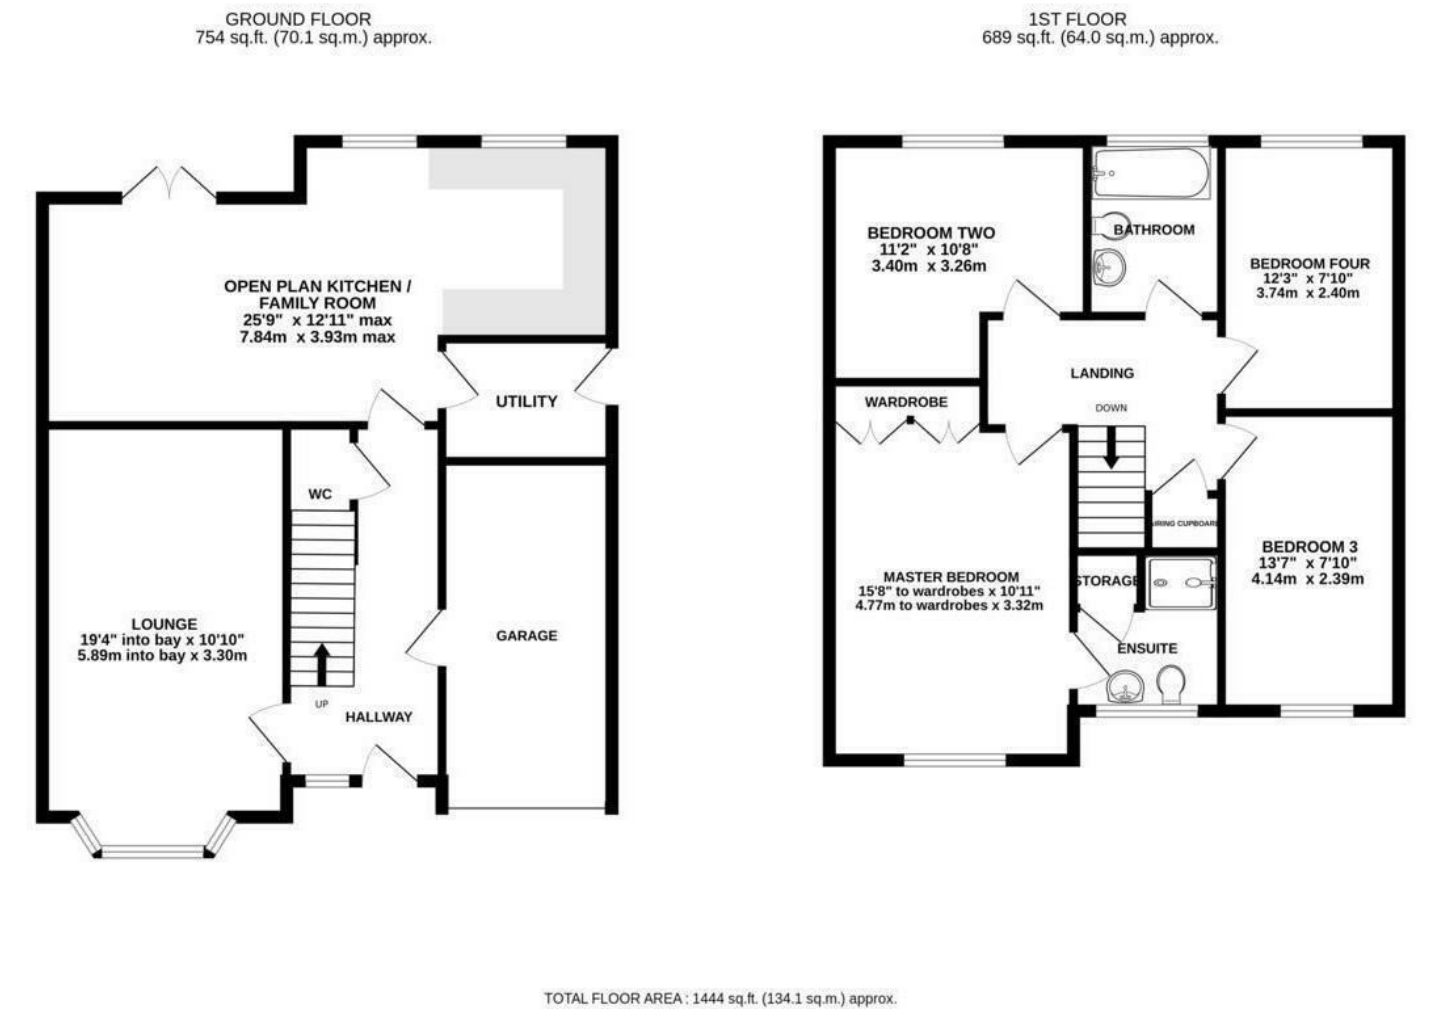 GROUND FLOOR
754 sq.ft. (70.1 sq.m.) approx.
OPEN PLAN KITCHEN /
FAMILY ROOM
25'9" x 12'11" max
7.84m x 3.93m max
UTILITY
WC
LOUNGE
19'4" into bay x 10'10"
5.89m into bay x 3.30m
GARAGE
UP
HALLWAY
1ST FLOOR
689 sq.ft. (64.0 sq.m.) approx.
BEDROOM TWO
11'2" x 10'8"
3.40m x 3.26m
BATHROOM
BEDROOM FOUR
12'3" x 7'10"
3.74m x 2.40m
LANDING
DOWN
WARDROBE
AIRING CUPBOARD
BEDROOM 3
13'7" x 7'10"
4.14m x 2.39m
MASTER BEDROOM
15'8" to wardrobes x 10'11"
4.77m to wardrobes x 3.32m
STORAGE
ENSUITE
TOTAL FLOOR AREA : 1444 sq.ft. (134.1 sq.m.) approx.